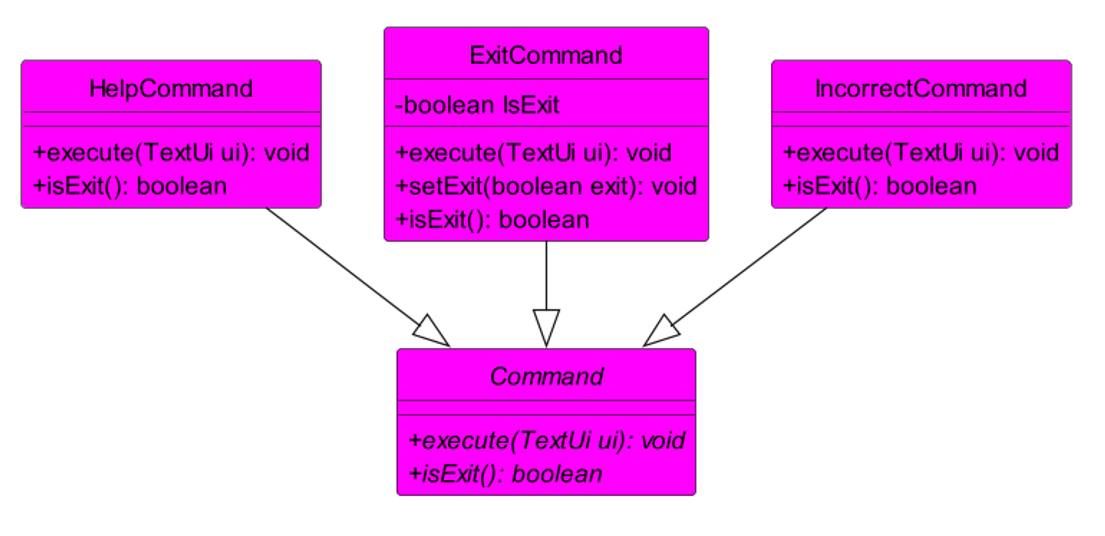 HelpCommand
+execute(TextUi ui): void
+isExit(): boolean
ExitCommand
-boolean IsExit
+execute(TextUi ui): void
+setExit(boolean exit): void
+isExit(): boolean
IncorrectCommand
+execute(TextUi ui): void
+isExit(): boolean
Command
+execute(TextUi ui): void
+isExit(): boolean